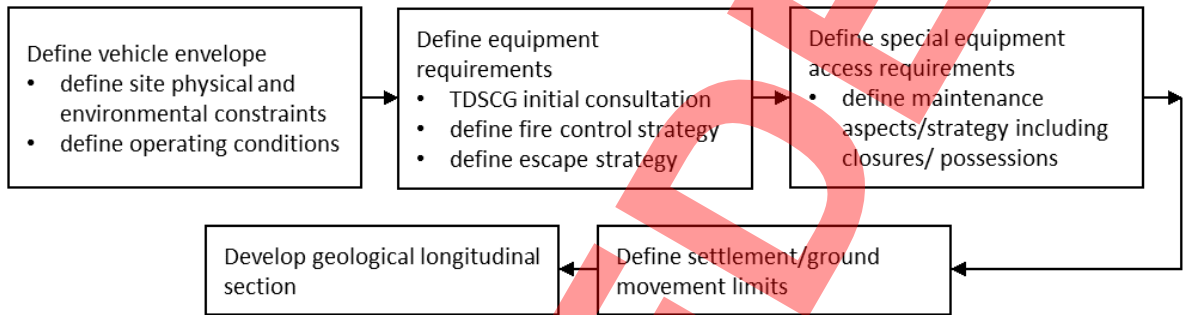 Define vehicle envelope
• define site physical and
environmental constraints
• define operating conditions
Define equipment
requirements
• TDSCG initial consultation
• define fire control strategy
• define escape strategy
Define special equipment
access requirements
• define maintenance
aspects/strategy including
closures/ possessions
Define settlement/ground
movement limits
Develop geological longitudinal
section